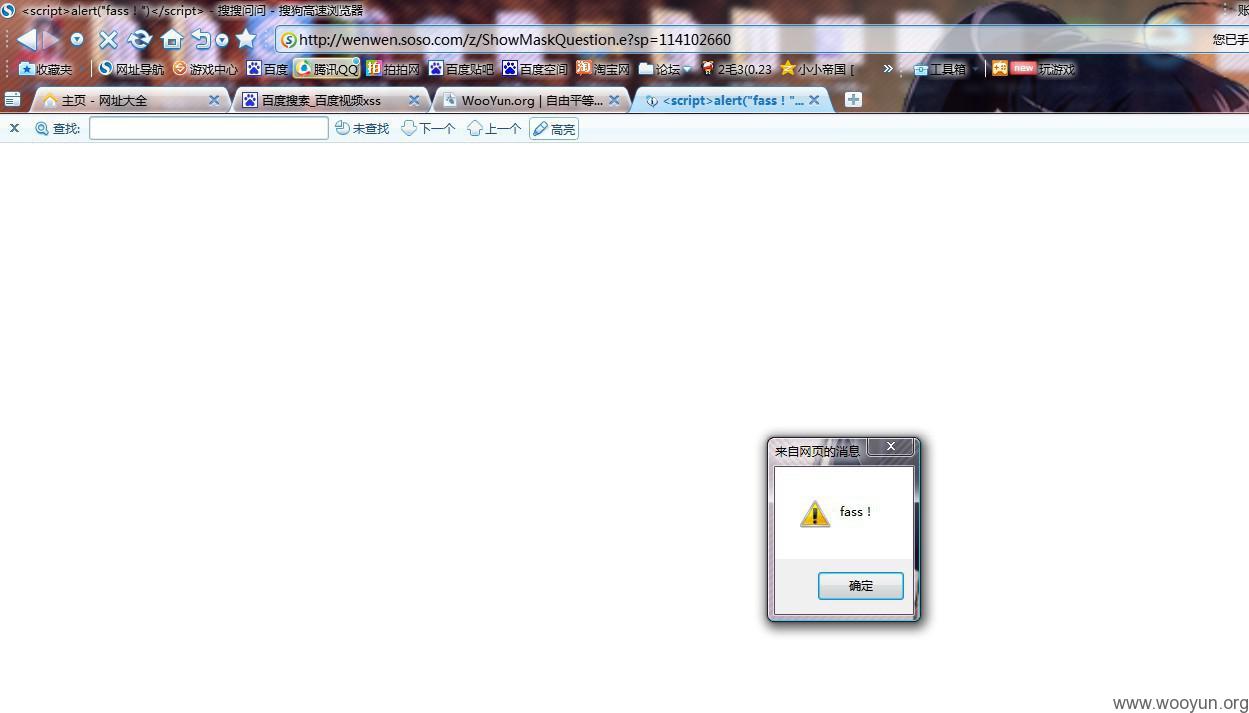 <script>alert("fass！")</script> - 搜搜问问 - 搜狗高速浏览器
账
http://wenwen.soso.com/z/ShowMaskQuestion.e?sp=114102660
您已手
收藏夹 网址导航 游戏中心 百度 腾讯QQ 拍拍网 百度贴吧 百度空间 淘宝网 论坛 2毛3(0.23 小小帝国 [ » 工具箱 new 玩游戏
主页 - 网址大全 百度搜索_百度视频xss WooYun.org | 自由平等... <script>alert("fass！"...
x 查找: 未查找 下一个 上一个 高亮
来自网页的消息
fass！
确定
www.wooyun.org